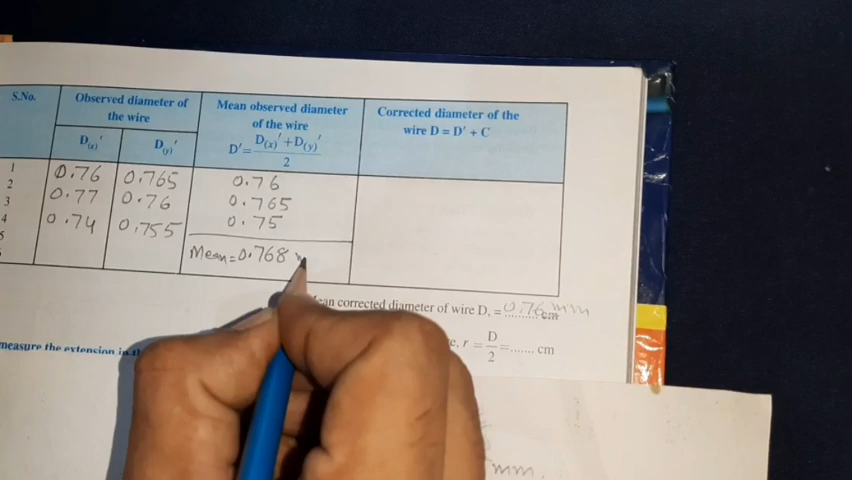 S.No.
Observed diameter of the wire
Mean observed diameter of the wire
D' = D(x)' + D(y)' / 2
Corrected diameter of the wire D = D' + C
D(x)' D(y)'
1 0.76 0.765 0.76
2 0.77 0.76 0.765
3 0.74 0.755 0.75
4
5
Mean = 0.768
Mean corrected diameter of wire D, = 0.76 mm cm
r = D/2 = ...... cm
measure the extension in
mm.